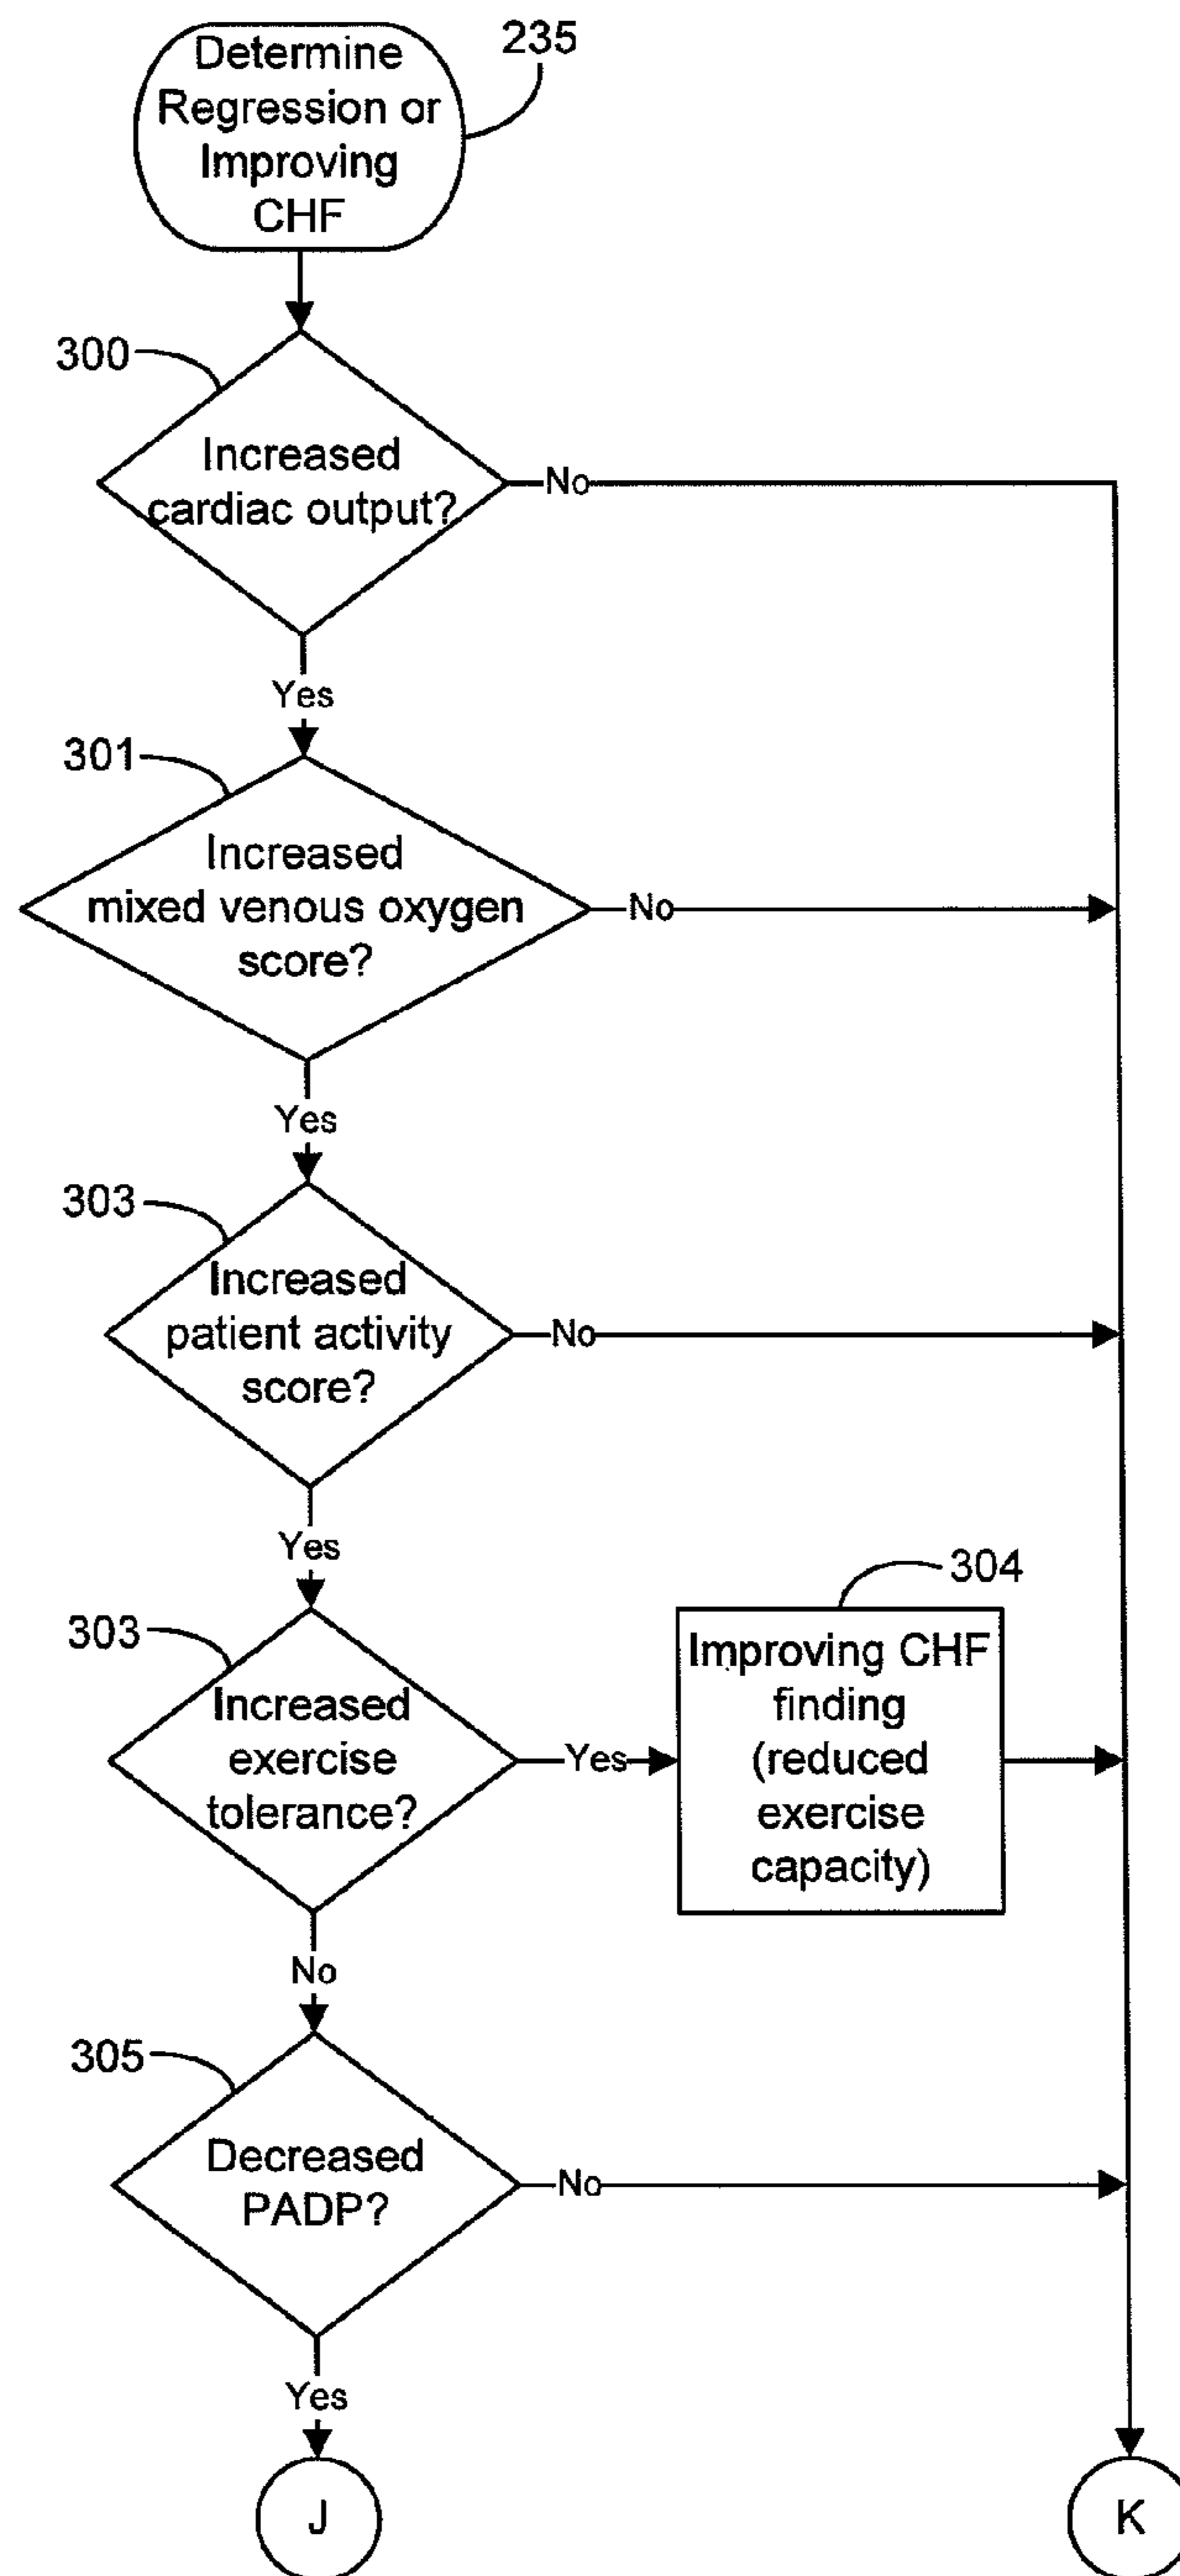 Determine
Regression or
Improving
CHF
235
300
Increased
cardiac output?
No
Yes
301
Increased
mixed venous oxygen
score?
No
Yes
303
Increased
patient activity
score?
No
Yes
303
Increased
exercise
tolerance?
Yes
304
Improving CHF
finding
(reduced
exercise
capacity)
No
305
Decreased
PADP?
No
Yes
J
K